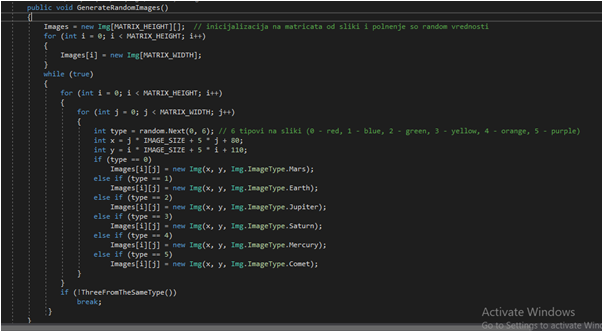 public void GenerateRandomImages()
{
Images = new Img[MATRIX_HEIGHT][]; // inicijalizacija na matricata od sliki i polnenje so random vrednosti
for (int i = 0; i < MATRIX_HEIGHT; i++)
{
Images[i] = new Img[MATRIX_WIDTH];
}
while (true)
{
for (int i = 0; i < MATRIX_HEIGHT; i++)
{
for (int j = 0; j < MATRIX_WIDTH; j++)
{
int type = random.Next(0, 6); // 6 tipovi na sliki (0 - red, 1 - blue, 2 - green, 3 - yellow, 4 - orange, 5 - purple)
int x = j * IMAGE_SIZE + 5 * j + 80;
int y = i * IMAGE_SIZE + 5 * i + 110;
if (type == 0)
Images[i][j] = new Img(x, y, Img.ImageType.Mars);
else if (type == 1)
Images[i][j] = new Img(x, y, Img.ImageType.Earth);
else if (type == 2)
Images[i][j] = new Img(x, y, Img.ImageType.Jupiter);
else if (type == 3)
Images[i][j] = new Img(x, y, Img.ImageType.Saturn);
else if (type == 4)
Images[i][j] = new Img(x, y, Img.ImageType.Mercury);
else if (type == 5)
Images[i][j] = new Img(x, y, Img.ImageType.Comet);
}
}
if (!ThreeFromTheSameType())
break;
}
}
Activate Windows
Go to Settings to activate Win